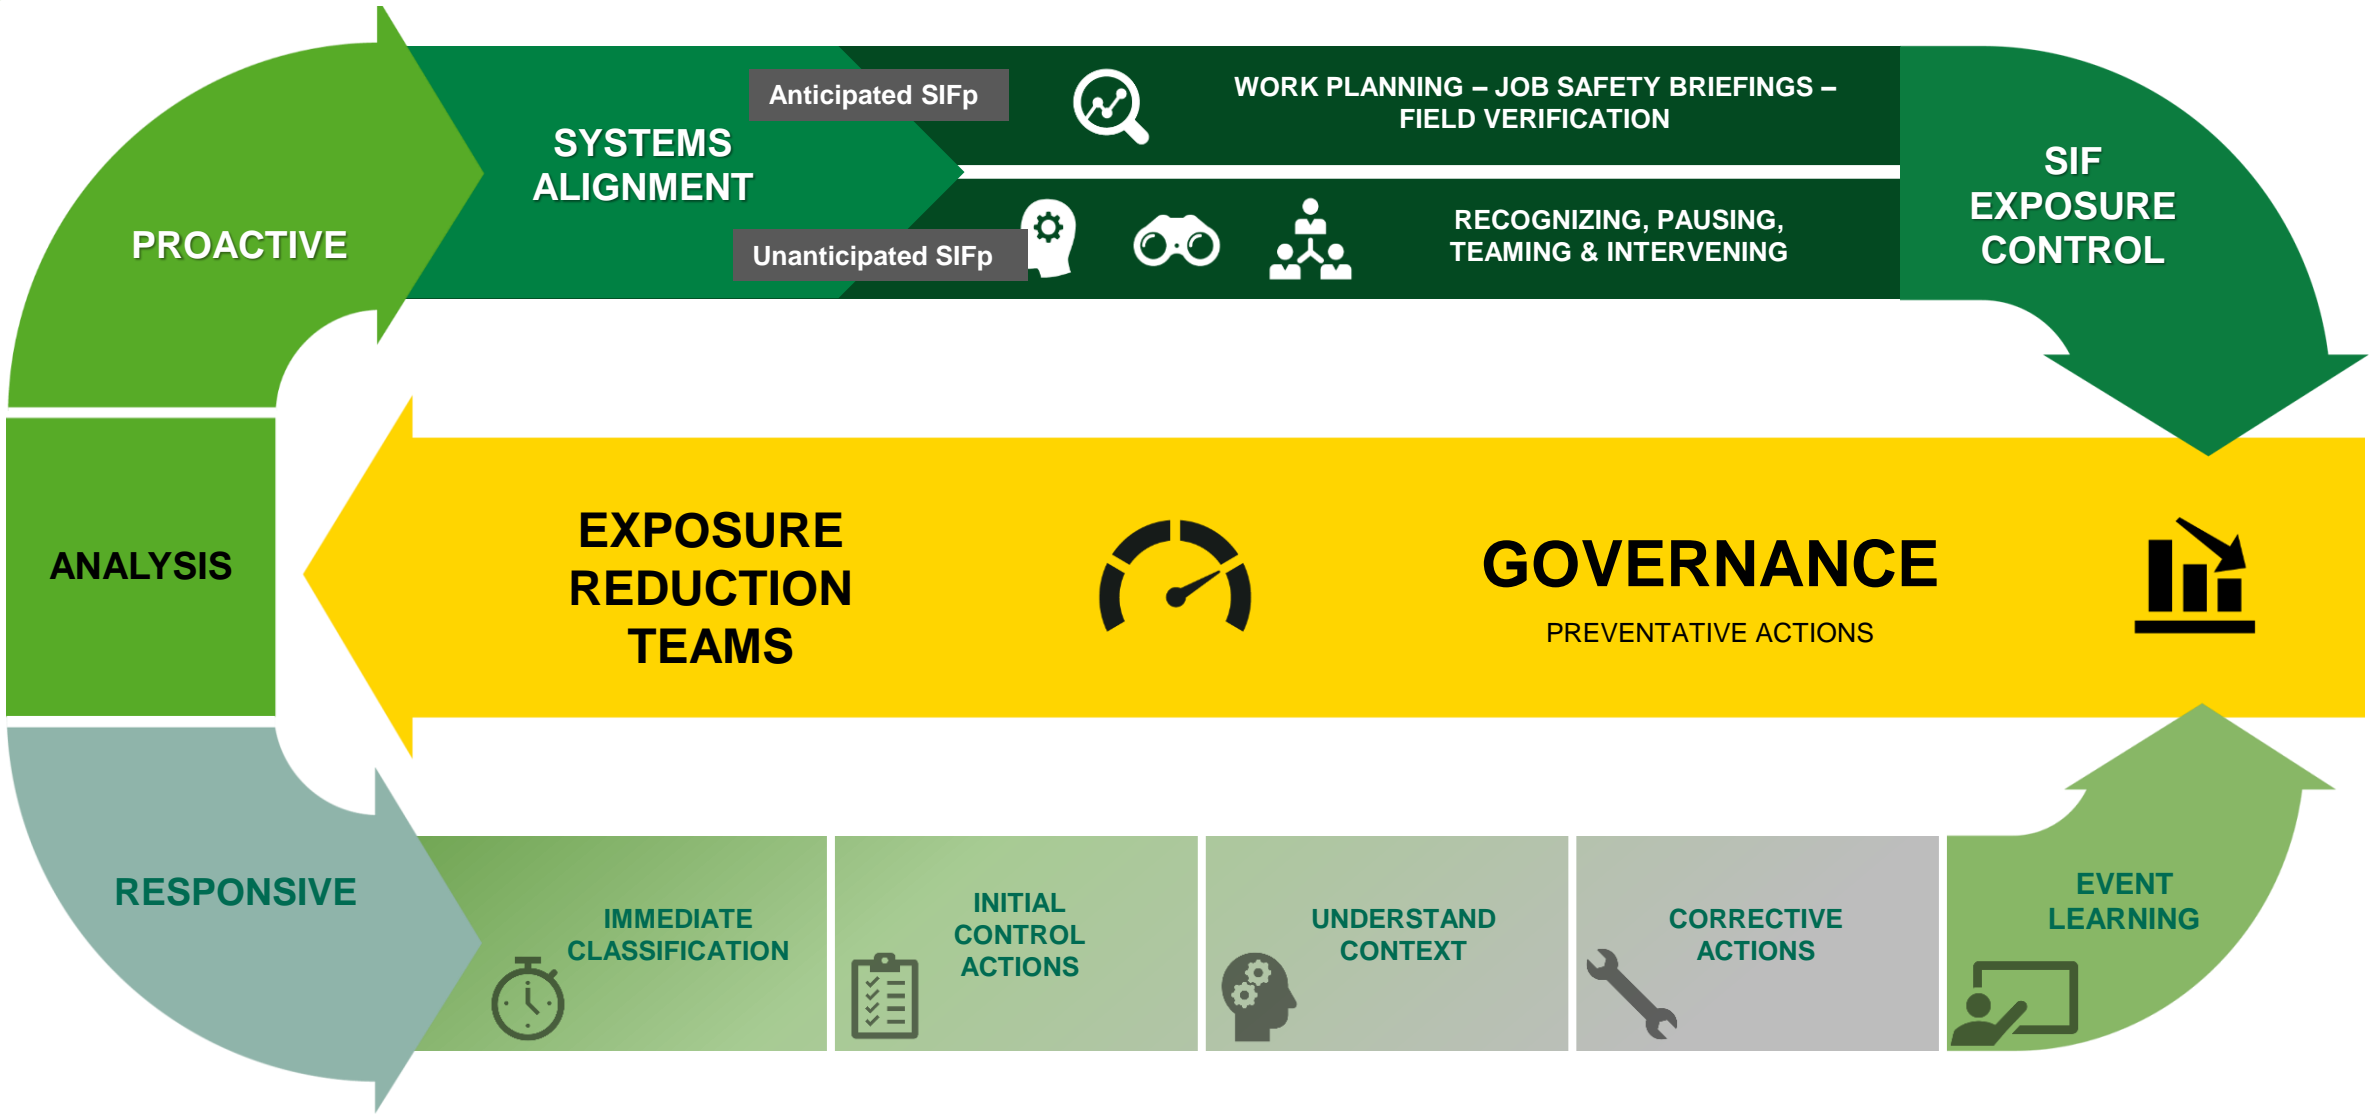 PROACTIVE
SYSTEMS
ALIGNMENT
Anticipated SIFp
WORK PLANNING – JOB SAFETY BRIEFINGS –
FIELD VERIFICATION
Unanticipated SIFp
RECOGNIZING, PAUSING,
TEAMING & INTERVENING
SIF
EXPOSURE
CONTROL
ANALYSIS
EXPOSURE
REDUCTION
TEAMS
GOVERNANCE
PREVENTATIVE ACTIONS
RESPONSIVE
IMMEDIATE
CLASSIFICATION
INITIAL
CONTROL
ACTIONS
UNDERSTAND
CONTEXT
CORRECTIVE
ACTIONS
EVENT
LEARNING